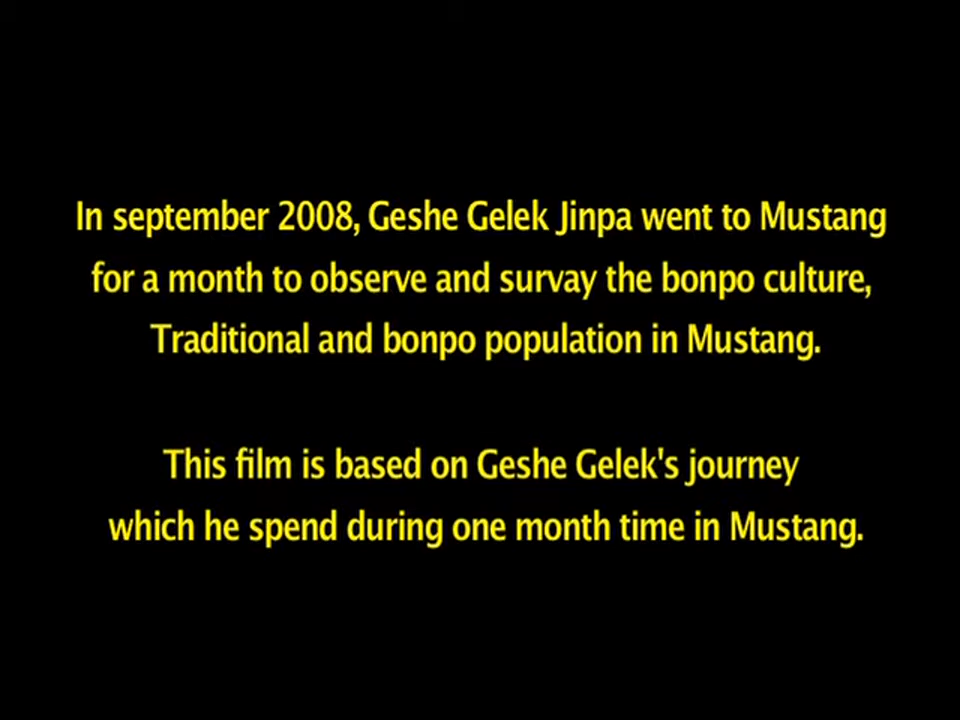 In september 2008, Geshe Gelek Jinpa went to Mustang
for a month to observe and survay the bonpo culture,
Traditional and bonpo population in Mustang.
This film is based on Geshe Gelek's journey
which he spend during one month time in Mustang.